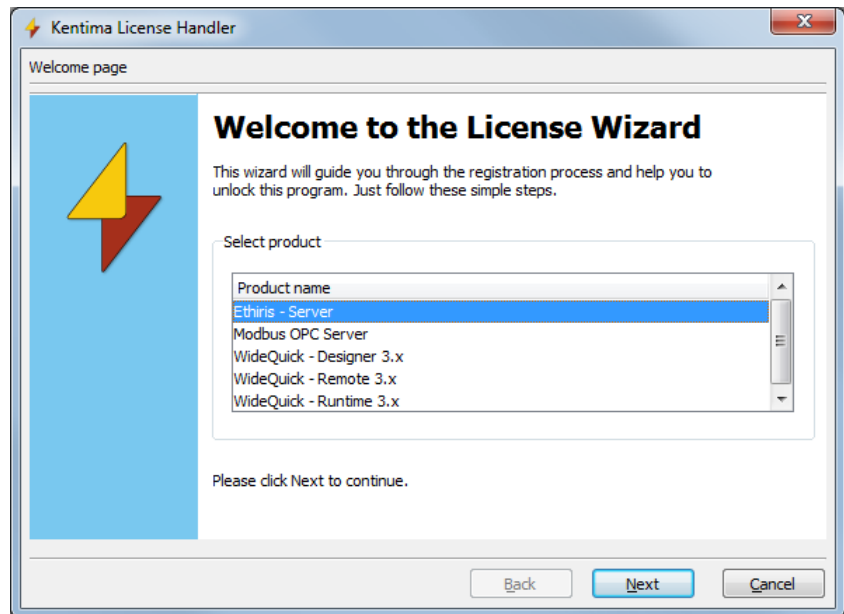 Kentima License Handler
Welcome page
Welcome to the License Wizard
This wizard will guide you through the registration process and help you to
unlock this program. Just follow these simple steps.
Select product
Product name
Ethiris - Server
Modbus OPC Server
WideQuick - Designer 3.x
WideQuick - Remote 3.x
WideQuick - Runtime 3.x
Please click Next to continue.
Back Next Cancel